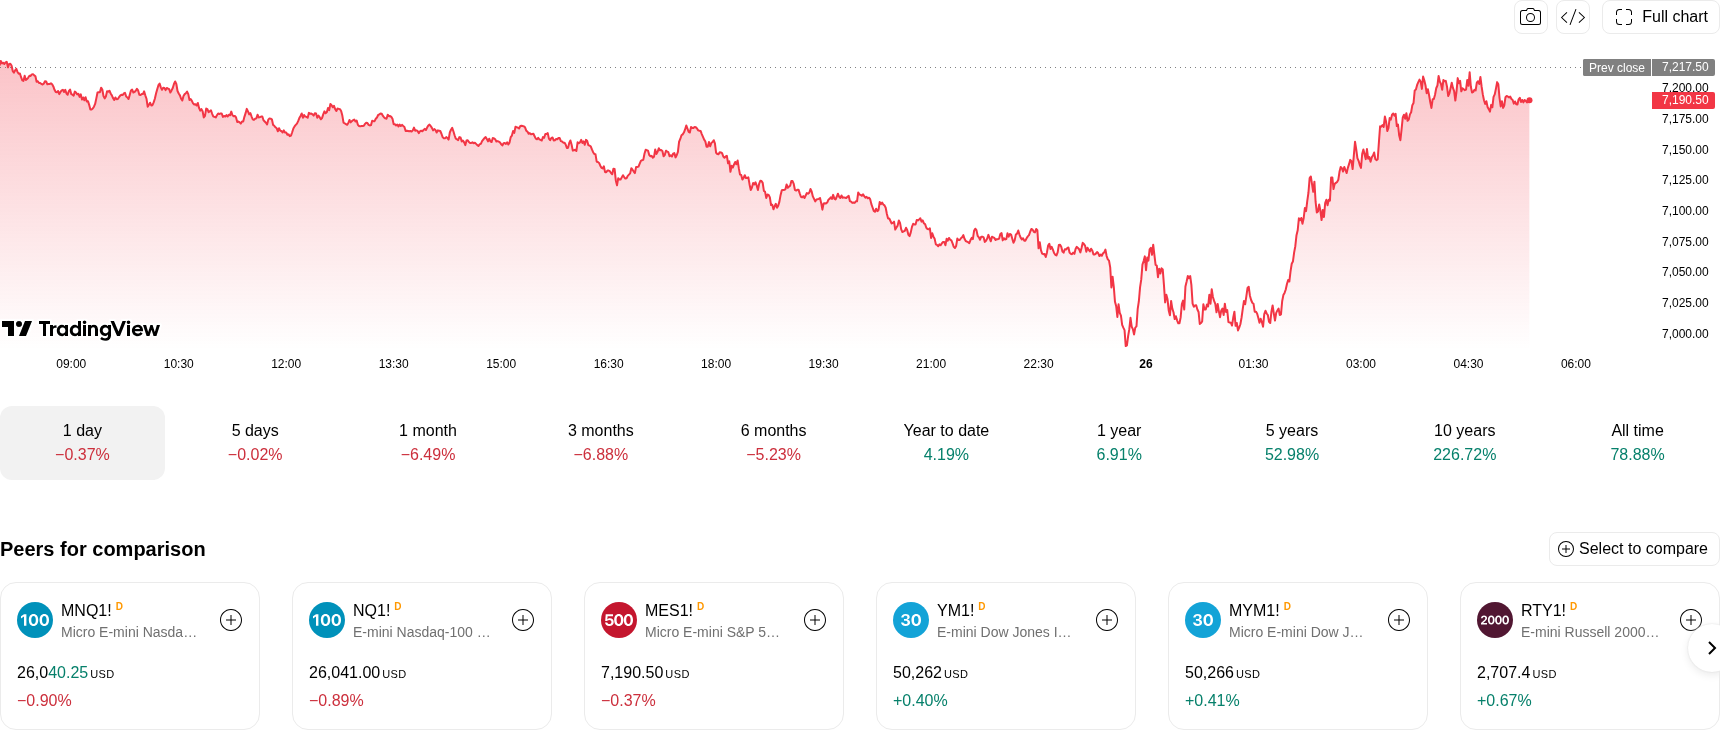 Full chart
Prev close 7,217.50
7,200.00
7,190.50
7,175.00
7,150.00
7,125.00
7,100.00
7,075.00
7,050.00
7,025.00
7,000.00
TradingView
09:00 10:30 12:00 13:30 15:00 16:30 18:00 19:30 21:00 22:30 26 01:30 03:00 04:30 06:00
1 day 5 days 1 month 3 months 6 months Year to date 1 year 5 years 10 years All time
−0.37% −0.02% −6.49% −6.88% −5.23% 4.19% 6.91% 52.98% 226.72% 78.88%
Peers for comparison
Select to compare
100 MNQ1! D
Micro E-mini Nasda…
26,040.25 USD
−0.90%
100 NQ1! D
E-mini Nasdaq-100 …
26,041.00 USD
−0.89%
500 MES1! D
Micro E-mini S&P 5…
7,190.50 USD
−0.37%
30 YM1! D
E-mini Dow Jones I…
50,262 USD
+0.40%
30 MYM1! D
Micro E-mini Dow J…
50,266 USD
+0.41%
2000 RTY1! D
E-mini Russell 2000…
2,707.4 USD
+0.67%